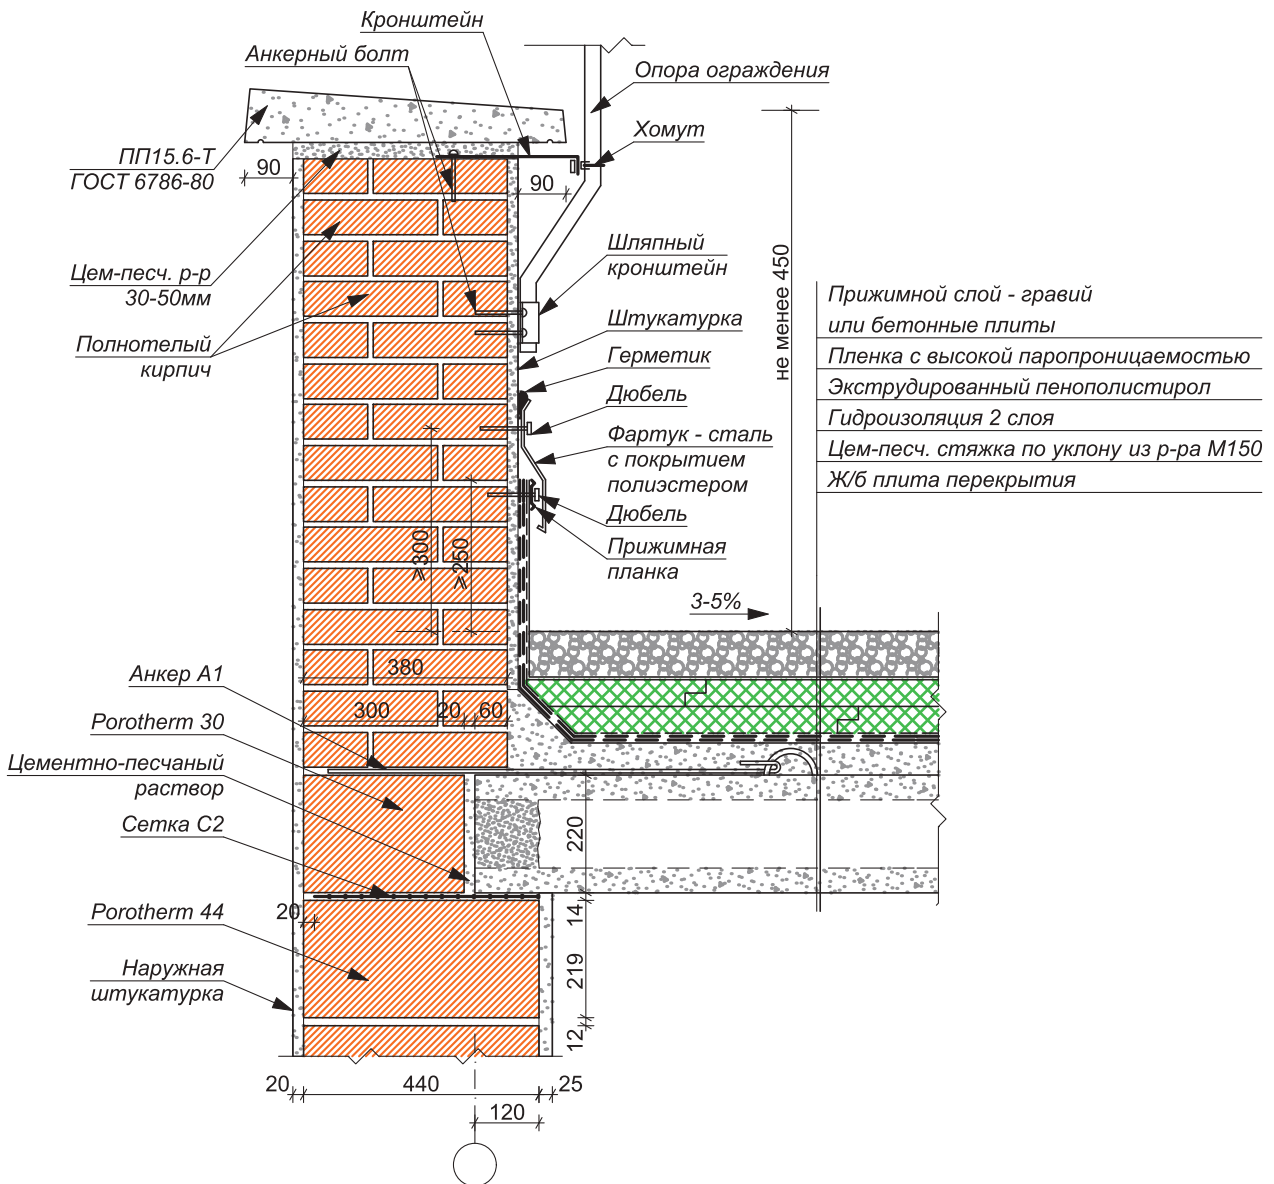 Кронштейн
Анкерный болт
Опора ограждения
Хомут
ПП15.6-Т
ГОСТ 6786-80
90
90
Цем-песч. р-р
30-50мм
Полнотелый
кирпич
Шляпный
кронштейн
Штукатурка
Герметик
Дюбель
Фартук - сталь
с покрытием
полиэстером
Дюбель
Прижимная
планка
не менее 450
Прижимной слой - гравий
или бетонные плиты
Пленка с высокой паропроницаемостью
Экструдированный пенополистирол
Гидроизоляция 2 слоя
Цем-песч. стяжка по уклону из р-ра М150
Ж/б плита перекрытия
⩾300
⩾250
3-5%
380
300
20
60
Анкер А1
Porotherm 30
Цементно-песчаный
раствор
Сетка С2
Porotherm 44
Наружная
штукатурка
20
220
14
219
12
20
440
25
120